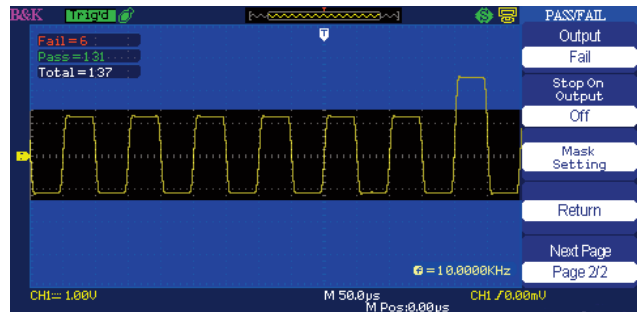 B&K Trig'd
PASS/FAIL
Fail=6
Pass=131
Total=137
T
Output
Fail
Stop On
Output
Off
Mask
Setting
Return
Next Page
Page 2/2
=10.0000KHz
CH1 1.00V
M 50.0μs
M Pos:0.00μs
CH1 0.00mV